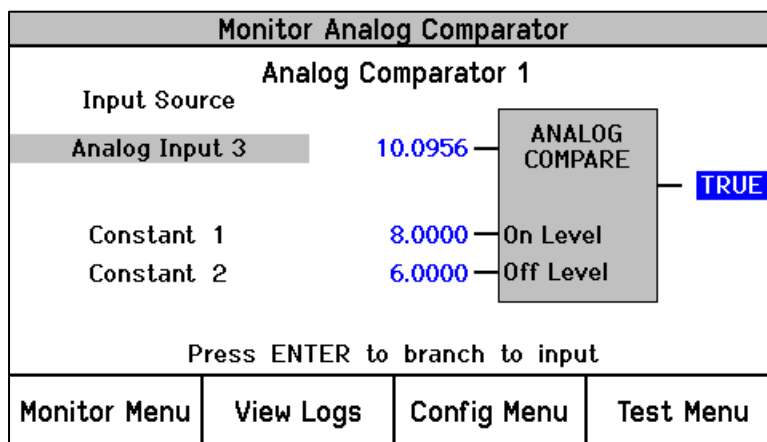 Monitor Analog Comparator
Analog Comparator 1
Input Source
Analog Input 3 10.0956 ANALOG COMPARE
TRUE
Constant 1 8.0000 On Level
Constant 2 6.0000 Off Level
Press ENTER to branch to input
Monitor Menu View Logs Config Menu Test Menu